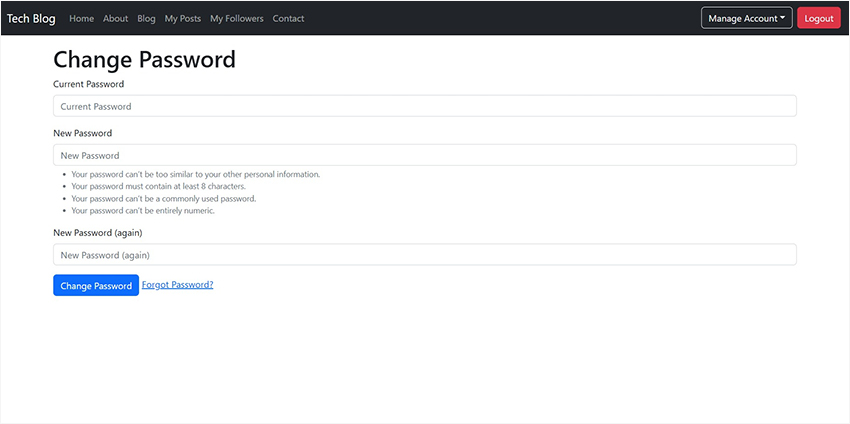 Tech Blog Home About Blog My Posts My Followers Contact Manage Account Logout
Change Password
Current Password
Current Password
New Password
New Password
Your password can't be too similar to your other personal information.
Your password must contain at least 8 characters.
Your password can't be a commonly used password.
Your password can't be entirely numeric.
New Password (again)
New Password (again)
Change Password Forgot Password?